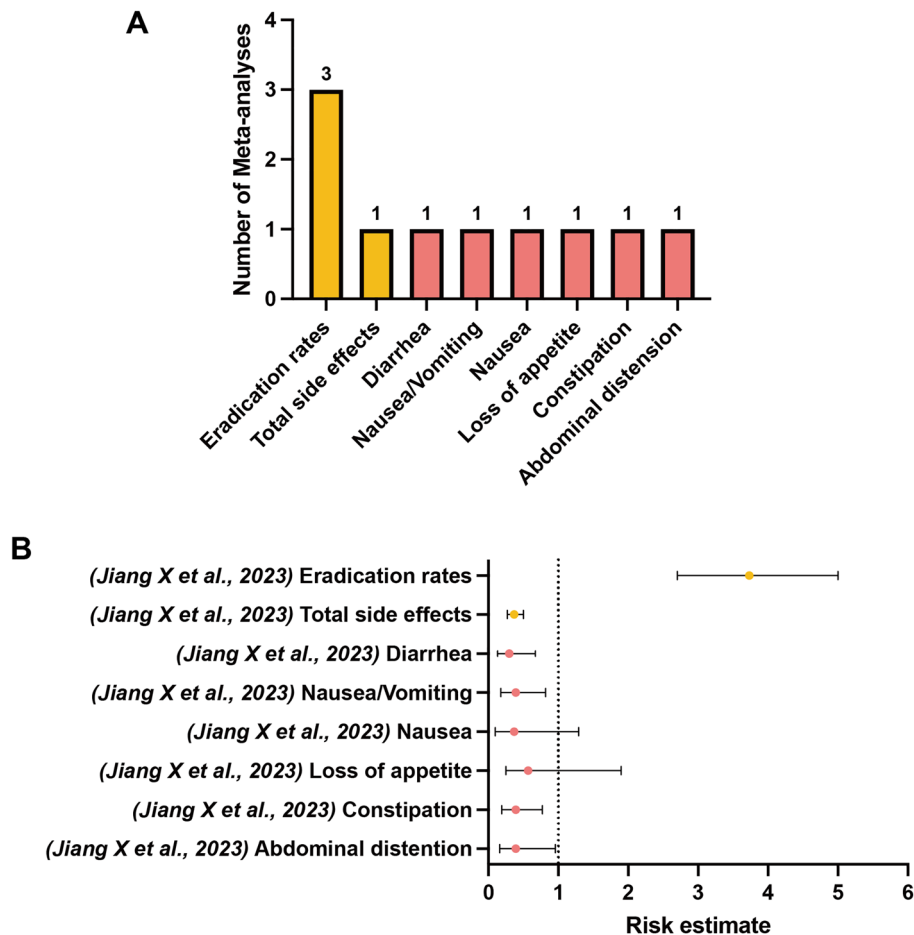 A
Number of Meta-analyses
4
3
2
1
0
3
1
1
1
1
1
1
1
Eradication rates
Total side effects
Diarrhea
Nausea/Vomiting
Nausea
Loss of appetite
Constipation
Abdominal distension
B
(Jiang X et al., 2023) Eradication rates
(Jiang X et al., 2023) Total side effects
(Jiang X et al., 2023) Diarrhea
(Jiang X et al., 2023) Nausea/Vomiting
(Jiang X et al., 2023) Nausea
(Jiang X et al., 2023) Loss of appetite
(Jiang X et al., 2023) Constipation
(Jiang X et al., 2023) Abdominal distention
0 1 2 3 4 5 6
Risk estimate